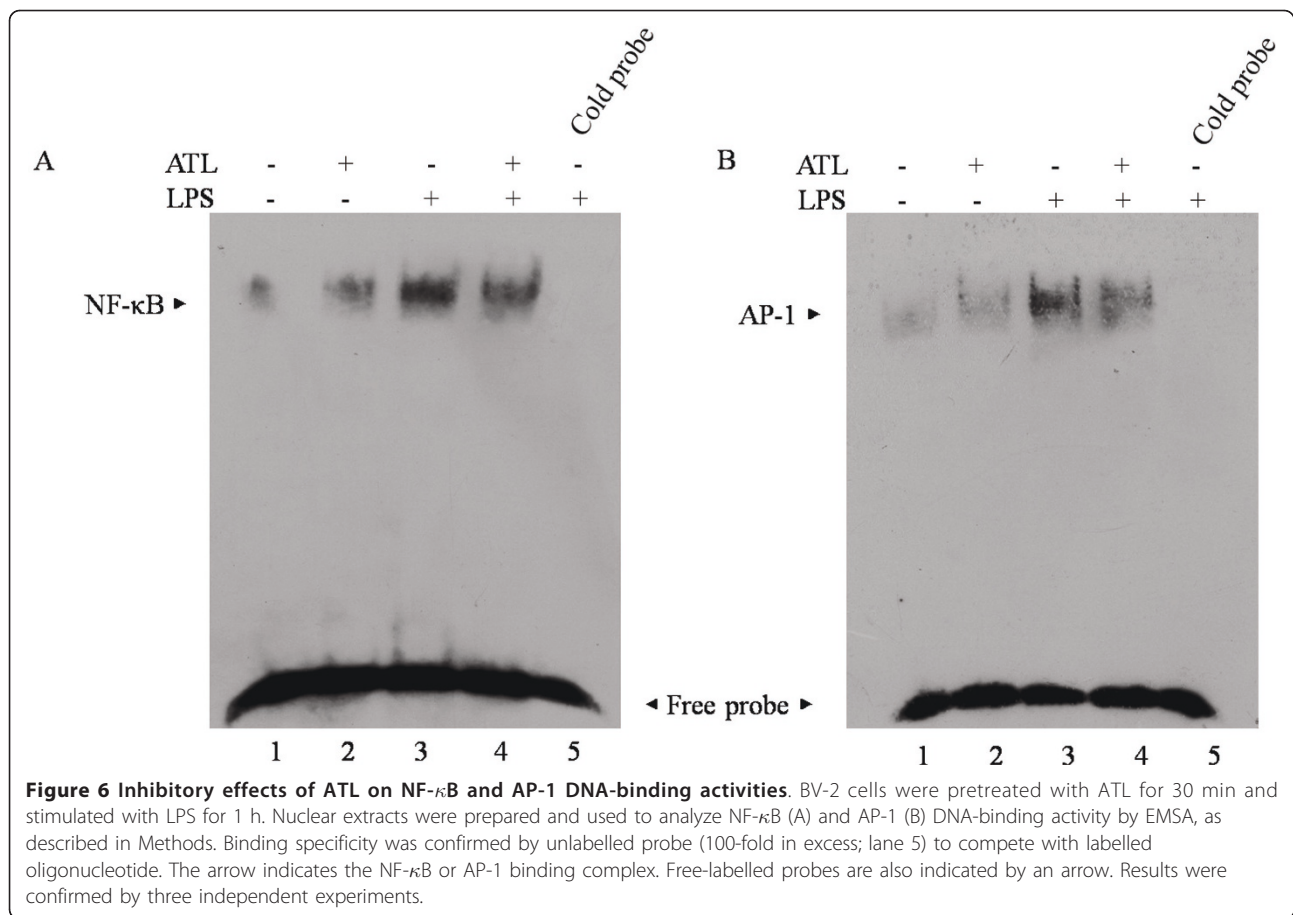 Cold probe
Cold probe
A ATL - + - + -
B ATL - + - + -
LPS - - + + +
LPS - - + + +
NF-κB ►
AP-1 ►
◄ Free probe ►
1 2 3 4 5
1 2 3 4 5
Figure 6 Inhibitory effects of ATL on NF-κB and AP-1 DNA-binding activities. BV-2 cells were pretreated with ATL for 30 min and
stimulated with LPS for 1 h. Nuclear extracts were prepared and used to analyze NF-κB (A) and AP-1 (B) DNA-binding activity by EMSA, as
described in Methods. Binding specificity was confirmed by unlabelled probe (100-fold in excess; lane 5) to compete with labelled
oligonucleotide. The arrow indicates the NF-κB or AP-1 binding complex. Free-labelled probes are also indicated by an arrow. Results were
confirmed by three independent experiments.